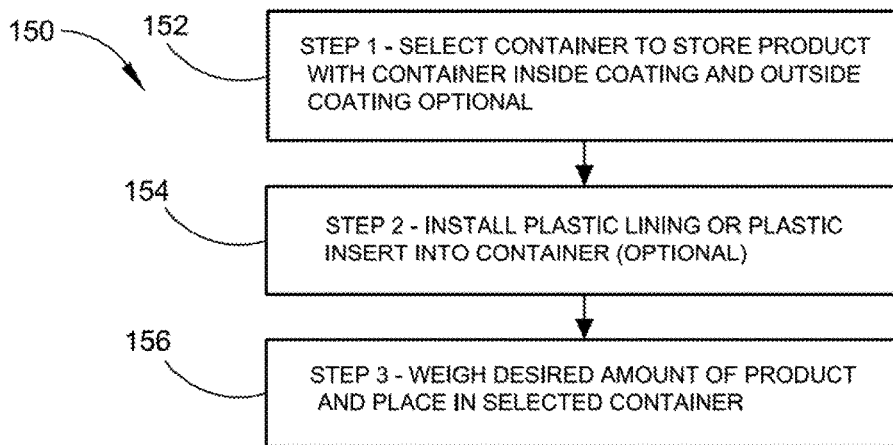 150
152
STEP 1 - SELECT CONTAINER TO STORE PRODUCT
WITH CONTAINER INSIDE COATING AND OUTSIDE
COATING OPTIONAL
154
STEP 2 - INSTALL PLASTIC LINING OR PLASTIC
INSERT INTO CONTAINER (OPTIONAL)
156
STEP 3 - WEIGH DESIRED AMOUNT OF PRODUCT
AND PLACE IN SELECTED CONTAINER